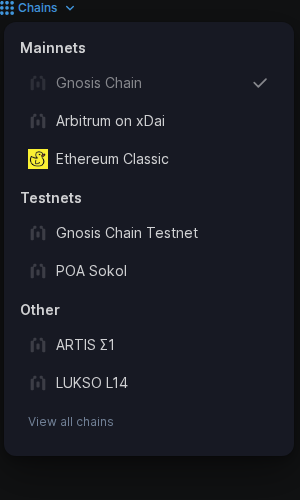 Chains
Mainnets
Gnosis Chain
Arbitrum on xDai
Ethereum Classic
Testnets
Gnosis Chain Testnet
POA Sokol
Other
ARTIS Σ1
LUKSO L14
View all chains